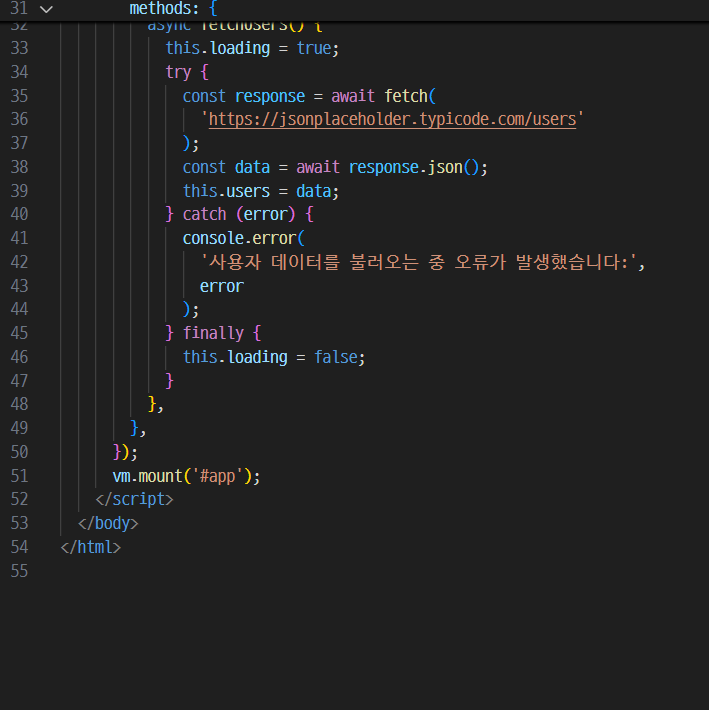 31 methods: {
32 async fetchUsers() {
33 this.loading = true;
34 try {
35 const response = await fetch(
36 'https://jsonplaceholder.typicode.com/users'
37 );
38 const data = await response.json();
39 this.users = data;
40 } catch (error) {
41 console.error(
42 '사용자 데이터를 불러오는 중 오류가 발생했습니다:',
43 error
44 );
45 } finally {
46 this.loading = false;
47 }
48 },
49 },
50 });
51 vm.mount('#app');
52 </script>
53 </body>
54 </html>
55